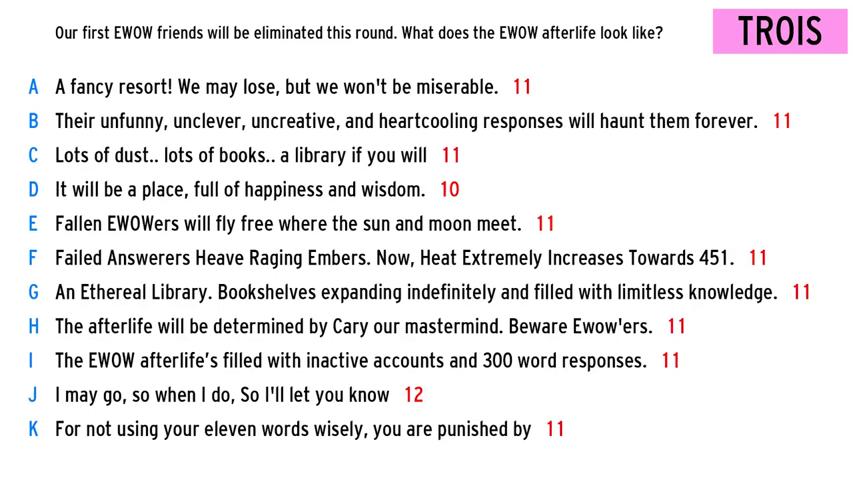 Our first EWOW friends will be eliminated this round. What does the EWOW afterlife look like?
TROIS
A A fancy resort! We may lose, but we won't be miserable. 11
B Their unfunny, unclever, uncreative, and heartcooling responses will haunt them forever. 11
C Lots of dust.. lots of books.. a library if you will 11
D It will be a place, full of happiness and wisdom. 10
E Fallen EWOWers will fly free where the sun and moon meet. 11
F Failed Answerers Heave Raging Embers. Now, Heat Extremely Increases Towards 451. 11
G An Ethereal Library. Bookshelves expanding indefinitely and filled with limitless knowledge. 11
H The afterlife will be determined by Cary our mastermind. Beware Ewow'ers. 11
I The EWOW afterlife’s filled with inactive accounts and 300 word responses. 11
J I may go, so when I do, So I'll let you know 12
K For not using your eleven words wisely, you are punished by 11